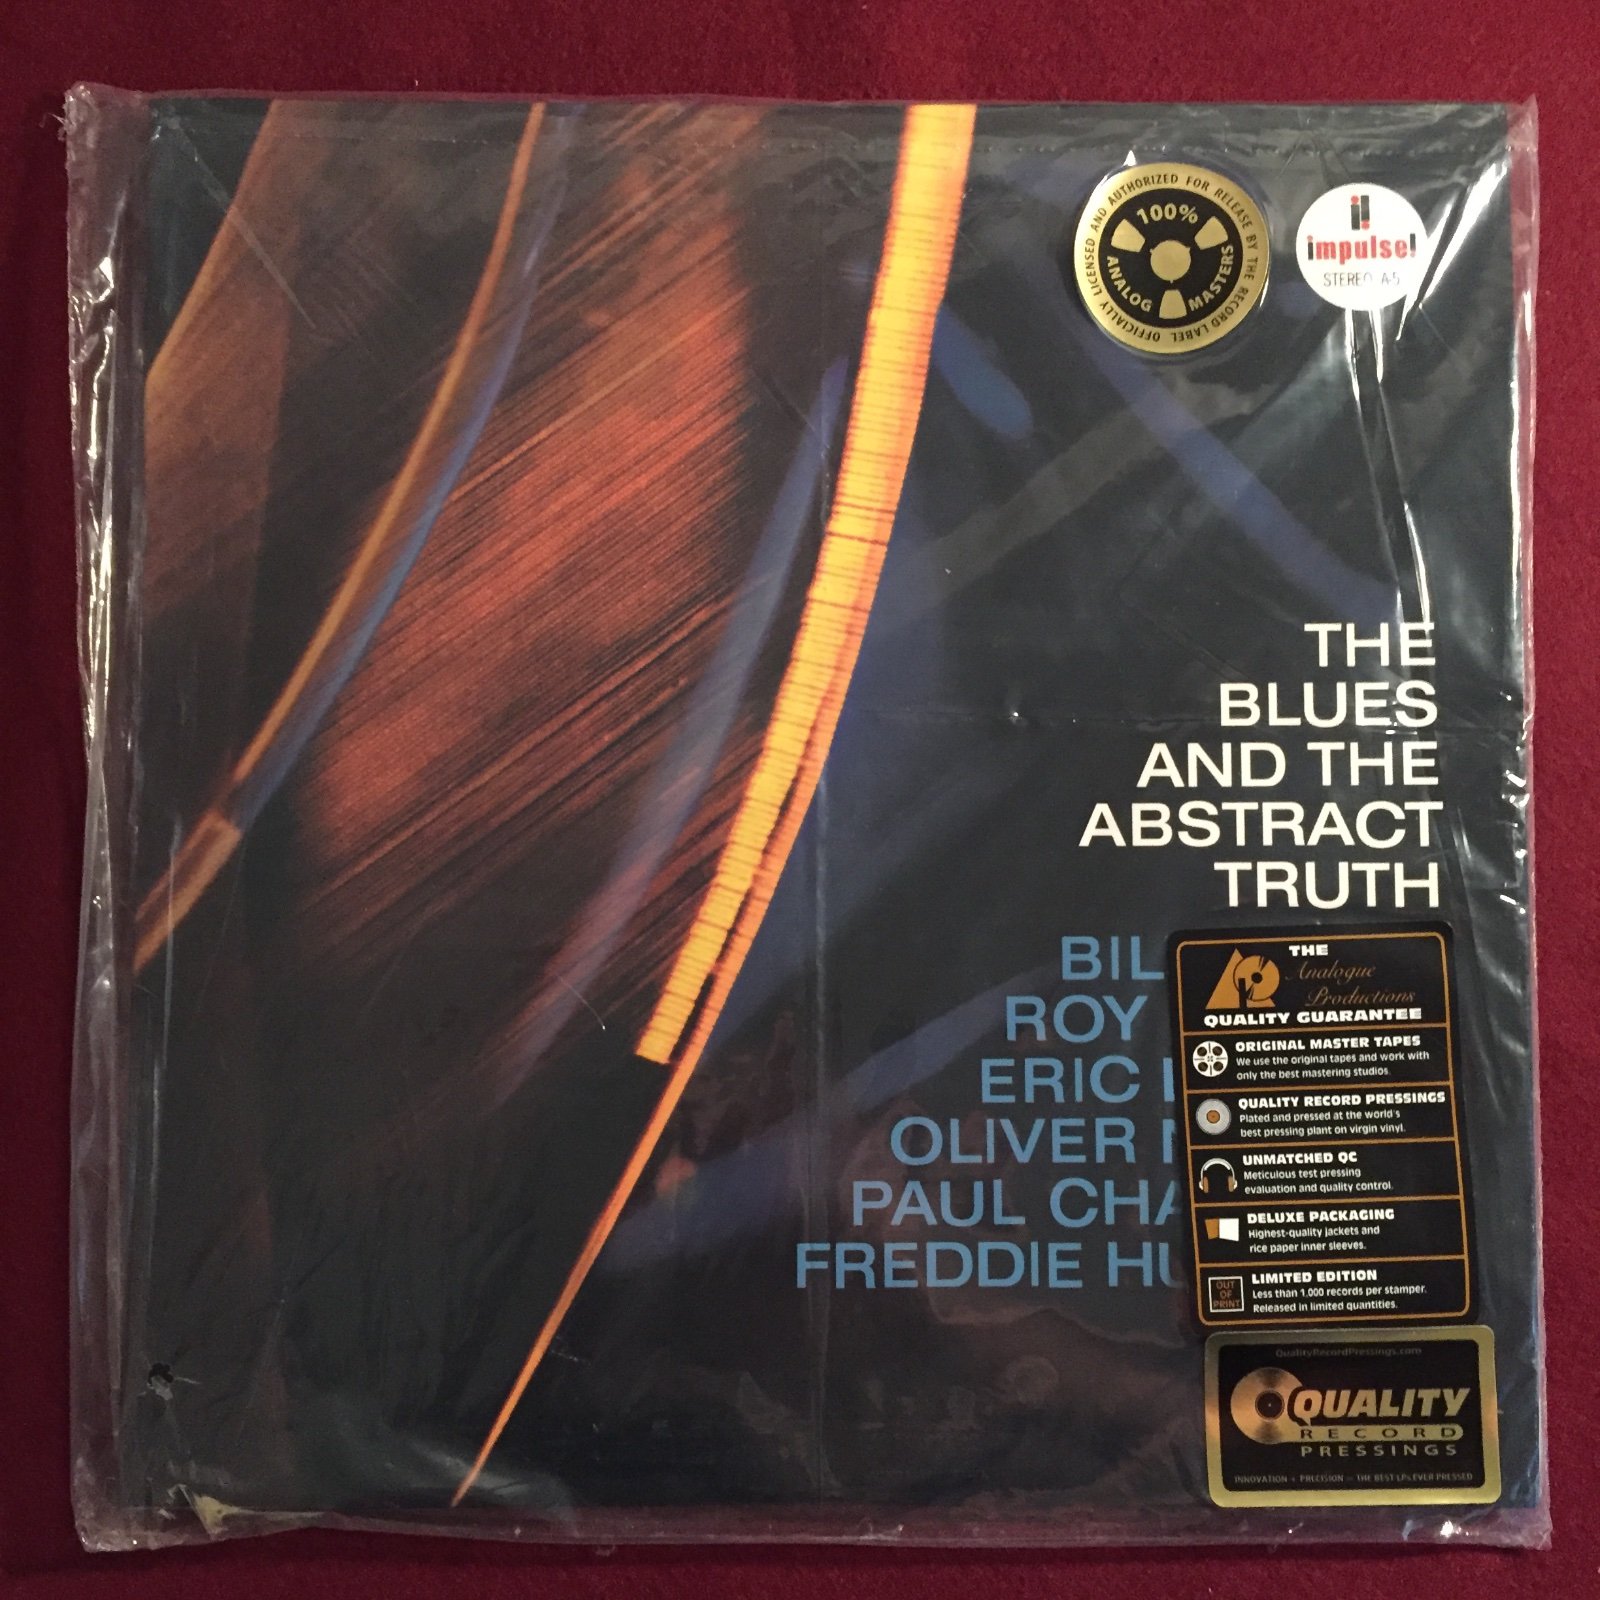 OFFICIALLY LICENSED AND AUTHORIZED FOR RELEASE BY THE RECORD LABEL
100%
ANALOG MASTERS
impulse!
STEREO A-5
THE
BLUES
AND THE
ABSTRACT
TRUTH
BIL
ROY
ERIC
OLIVER N
PAUL CHA
FREDDIE HU
THE
Analogue
Productions
QUALITY GUARANTEE
ORIGINAL MASTER TAPES
We use the original tapes and work with
only the best mastering studios.
QUALITY RECORD PRESSINGS
Plated and pressed at the world's
best pressing plant on virgin vinyl.
UNMATCHED QC
Meticulous test pressing
evaluation and quality control.
DELUXE PACKAGING
Highest-quality jackets and
rice paper inner sleeves.
OUT
OF
PRINT
LIMITED EDITION
Less than 1,000 records per stamper.
Released in limited quantities.
QualityRecordPressings.com
QUALITY
RECORD
PRESSINGS
INNOVATION + PRECISION = THE BEST LPs EVER PRESSED